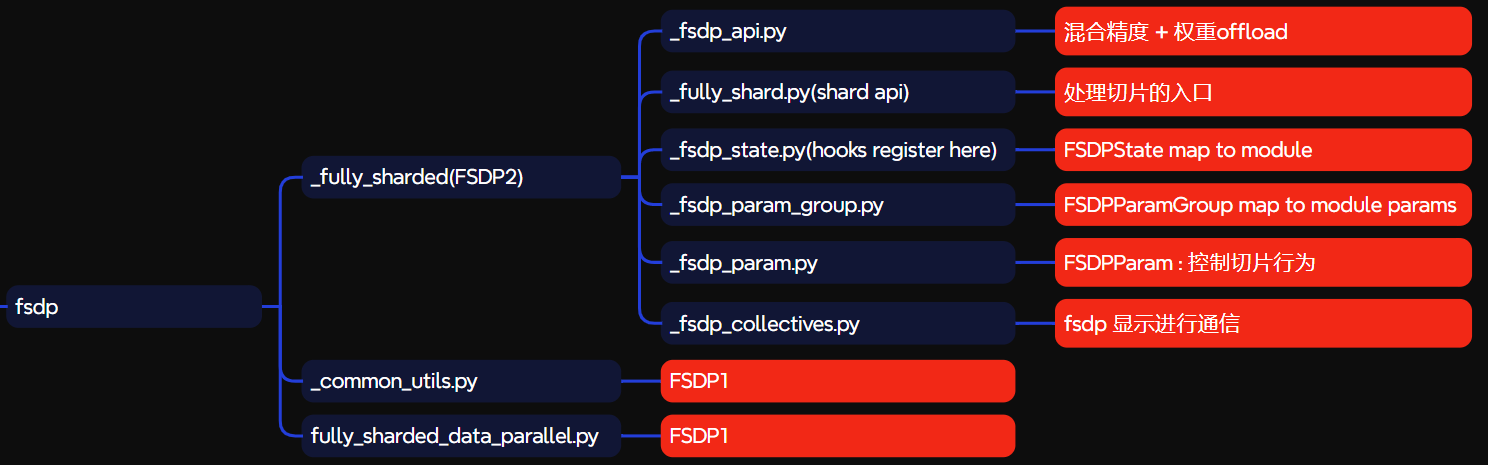 fsdp
_fully_sharded(FSDP2)
_fsdp_api.py
混合精度 + 权重offload
_fully_shard.py(shard api)
处理切片的入口
_fsdp_state.py(hooks register here)
FSDPState map to module
_fsdp_param_group.py
FSDPParamGroup map to module params
_fsdp_param.py
FSDPParam : 控制切片行为
_fsdp_collectives.py
fsdp 显示进行通信
_common_utils.py
FSDP1
fully_sharded_data_parallel.py
FSDP1